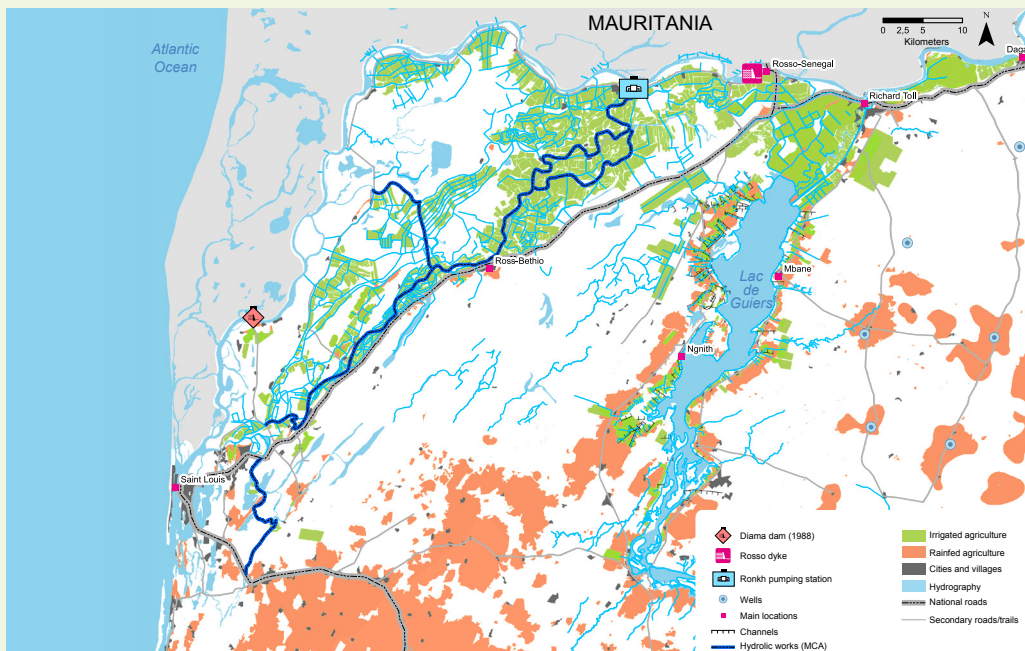 MAURITANIA
Atlantic
Ocean
0 2,5 5 10
Kilometers
N
Rosso-Senegal
Daga
Richard Toll
Ross-Bethio
Lac
de
Guiers
Mbane
Ngnith
Saint Louis
Diama dam (1988)
Rosso dyke
Ronkh pumping station
Wells
Main locations
Channels
Hydrolic works (MCA)
Irrigated agriculture
Rainfed agriculture
Cities and villages
Hydrography
National roads
Secondary roads/trails